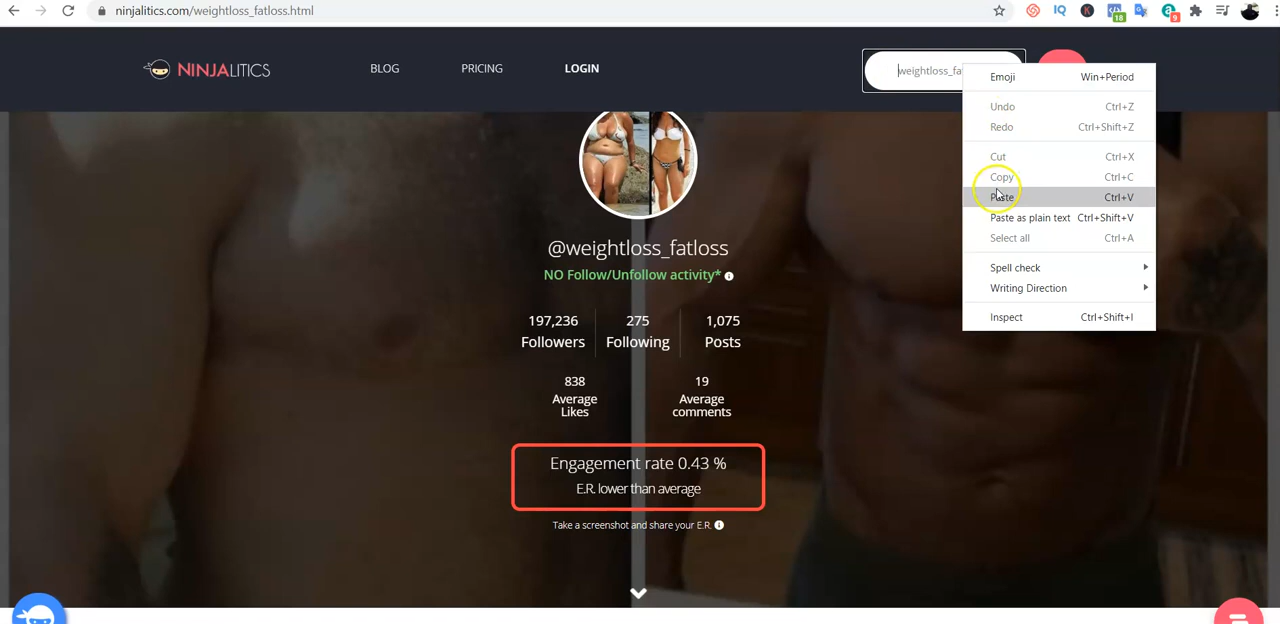 ninjalitics.com/weightloss_fatloss.html
IQ
K
18
9
NINJALITICS
BLOG
PRICING
LOGIN
weightloss_fa
Emoji Win+Period
Undo Ctrl+Z
Redo Ctrl+Shift+Z
Cut Ctrl+X
Copy Ctrl+C
Paste Ctrl+V
Paste as plain text Ctrl+Shift+V
Select all Ctrl+A
Spell check
Writing Direction
Inspect Ctrl+Shift+I
@weightloss_fatloss
NO Follow/Unfollow activity*
197,236 275 1,075
Followers Following Posts
838 19
Average Average
Likes comments
Engagement rate 0.43 %
E.R. lower than average
Take a screenshot and share your E.R.